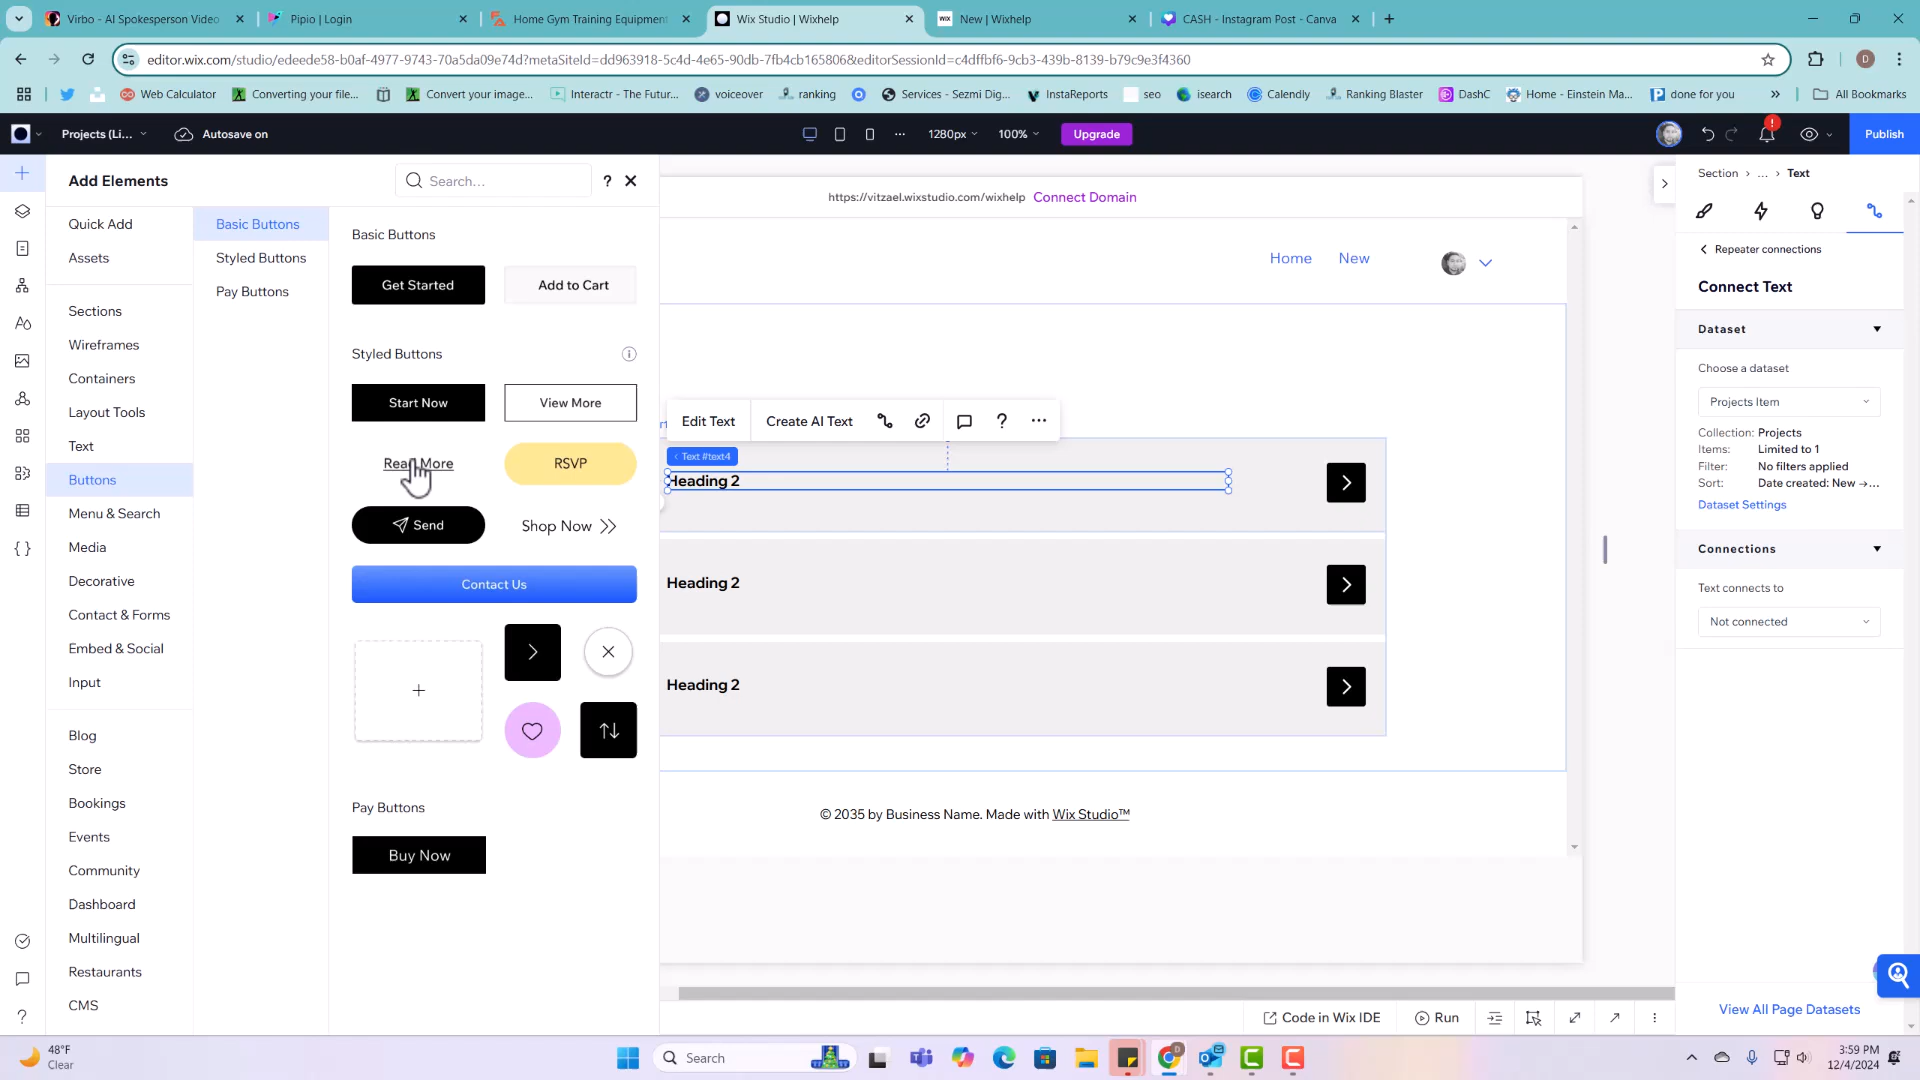 Virbo - AI Spokesperson Video
Pipio | Login
Home Gym Training Equipment
Wix Studio | Wixhelp
New | Wixhelp
CASH - Instagram Post - Canva
editor.wix.com/studio/edeede58-b0af-4977-9743-70a5da09e74d?metaSiteId=dd963918-5c4d-4e65-90db-7fb4cb165806&editorSessionId=c4dffbf6-9cb3-439b-8139-b79c9e3f4360
D
Web Calculator
Converting your file...
Convert your image...
Interactr - The Futur...
voiceover
ranking
Services - Sezmi Dig...
InstaReports
seo
isearch
Calendly
Ranking Blaster
DashC
Home - Einstein Ma...
done for you
All Bookmarks
Projects (Li...
Autosave on
1280px
100%
Upgrade
Publish
Add Elements
Search...
?
Quick Add
Assets
Sections
Wireframes
Containers
Layout Tools
Text
Buttons
Menu & Search
Media
Decorative
Contact & Forms
Embed & Social
Input
Blog
Store
Bookings
Events
Community
Dashboard
Multilingual
Restaurants
CMS
Basic Buttons
Styled Buttons
Pay Buttons
Basic Buttons
Get Started
Add to Cart
Styled Buttons
Start Now
View More
Read More
RSVP
Send
Shop Now
Contact Us
Pay Buttons
Buy Now
https://vitzael.wixstudio.com/wixhelp Connect Domain
Home
New
Edit Text
Create AI Text
?
Text #text4
Heading 2
Heading 2
Heading 2
© 2035 by Business Name. Made with Wix Studio™
Code in Wix IDE
Run
Section > ... > Text
Repeater connections
Connect Text
Dataset
Choose a dataset
Projects Item
Collection: Projects
Items: Limited to 1
Filter: No filters applied
Sort: Date created: New →...
Dataset Settings
Connections
Text connects to
Not connected
View All Page Datasets
48°F
Clear
Search
3:59 PM
12/4/2024